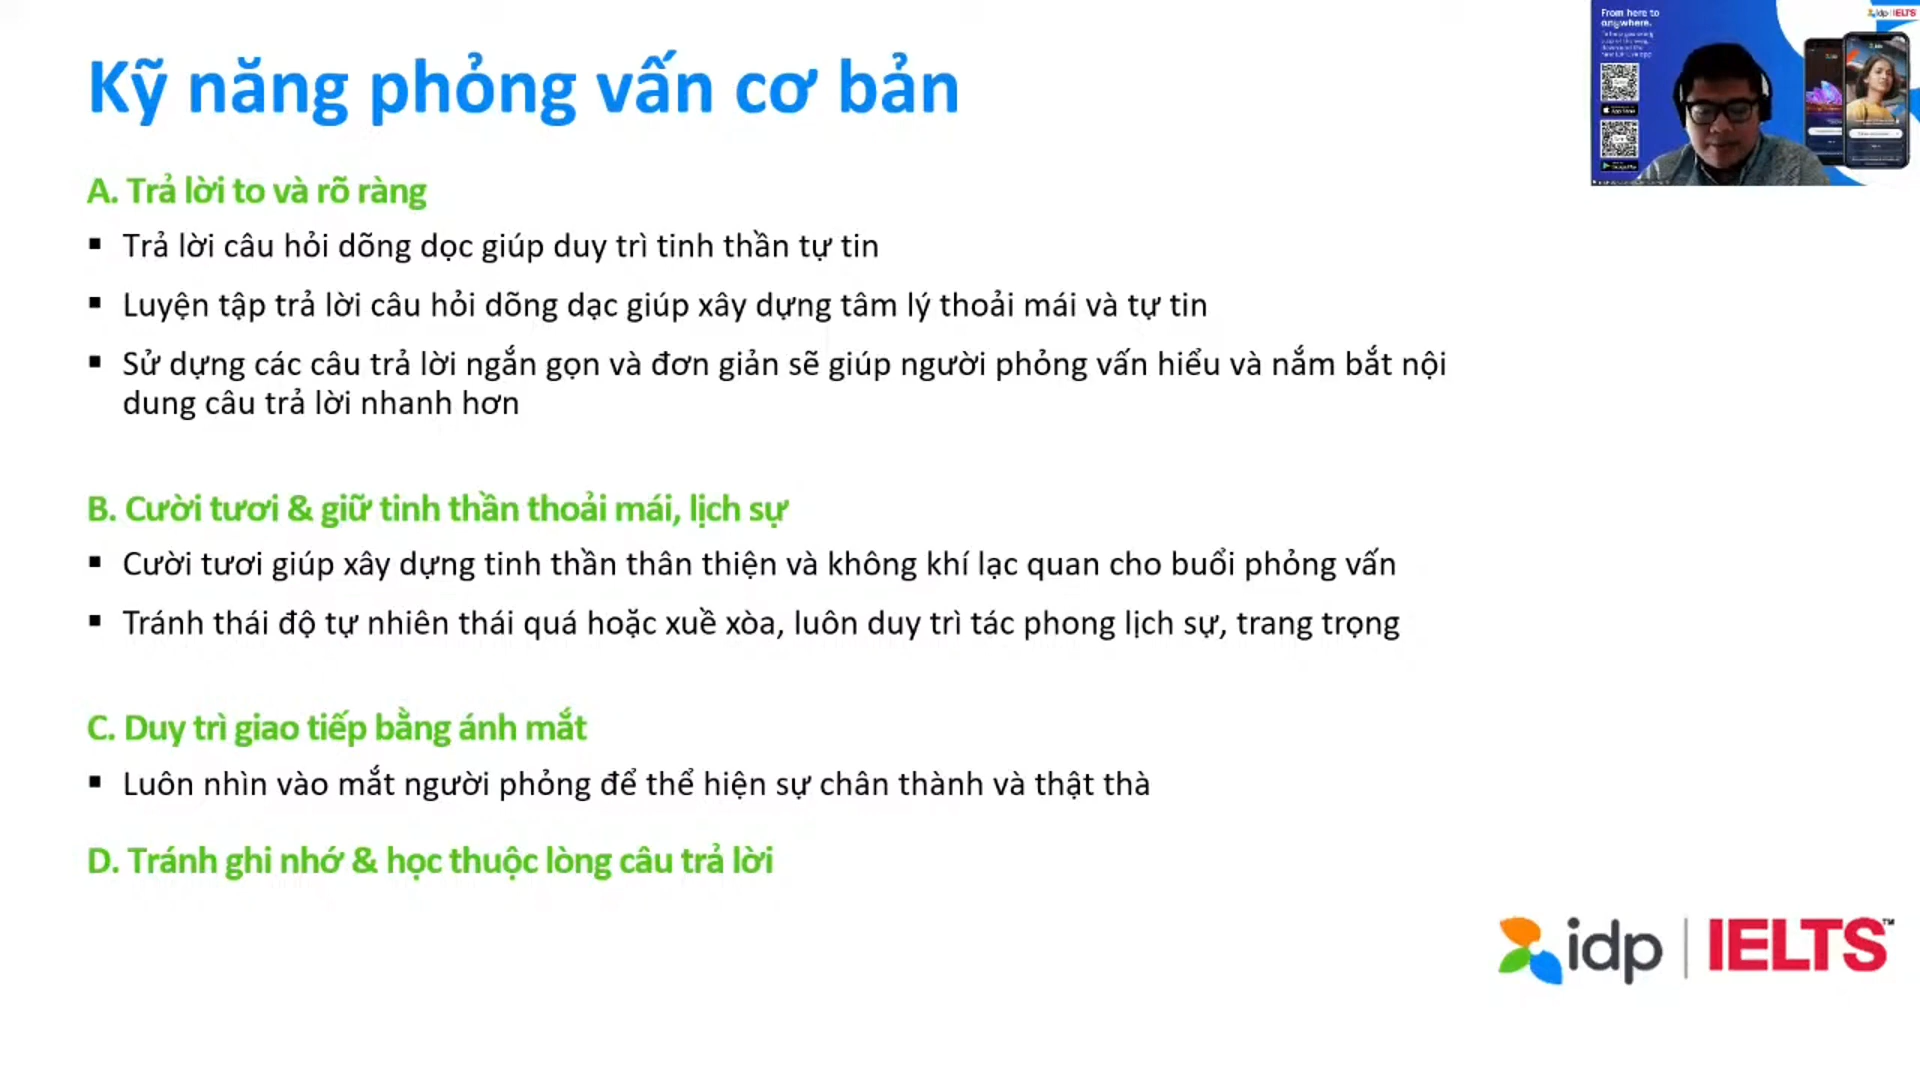 Kỹ năng phỏng vấn cơ bản
A. Trả lời to và rõ ràng
▪ Trả lời câu hỏi dõng dọc giúp duy trì tinh thần tự tin
▪ Luyện tập trả lời câu hỏi dõng dạc giúp xây dựng tâm lý thoải mái và tự tin
▪ Sử dụng các câu trả lời ngắn gọn và đơn giản sẽ giúp người phỏng vấn hiểu và nắm bắt nội
dung câu trả lời nhanh hơn
B. Cười tươi & giữ tinh thần thoải mái, lịch sự
▪ Cười tươi giúp xây dựng tinh thần thân thiện và không khí lạc quan cho buổi phỏng vấn
▪ Tránh thái độ tự nhiên thái quá hoặc xuề xòa, luôn duy trì tác phong lịch sự, trang trọng
C. Duy trì giao tiếp bằng ánh mắt
▪ Luôn nhìn vào mắt người phỏng để thể hiện sự chân thành và thật thà
D. Tránh ghi nhớ & học thuộc lòng câu trả lời
idp | IELTS™
From here to
anywhere.
idp IELTS